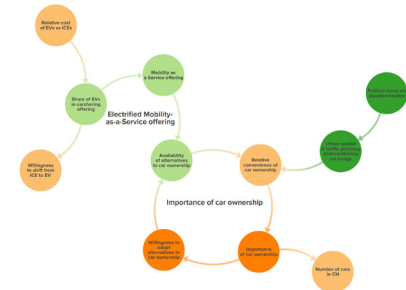 Relative cost
of EVs vs ICEs
Mobility as
a Service offering
Share of EVs
in carsharing
offering
Political focus on
Electrified Mobility-
as-a-Service offering
Urban spatial
& traffic planning
car usage
Availability
of alternatives
to car ownership
Willingness
to shift from
ICE to EV
Relative
convenience of
car ownership
Importance of car ownership
Willingness to
adopt
alternatives to
car ownership
Importance
of car ownership
Number of cars
in CH